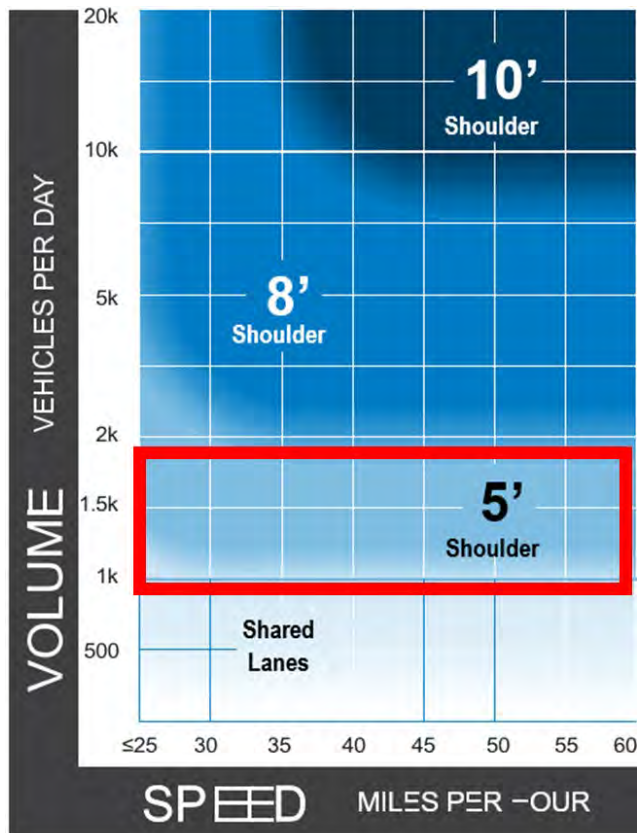 20k
10'
Shoulder
10k
8'
Shoulder
5k
2k
5'
Shoulder
1.5k
1k
Shared
Lanes
500
≤25 30 35 40 45 50 55 60
VOLUME VEHICLES PER DAY
SPEED MILES PER HOUR